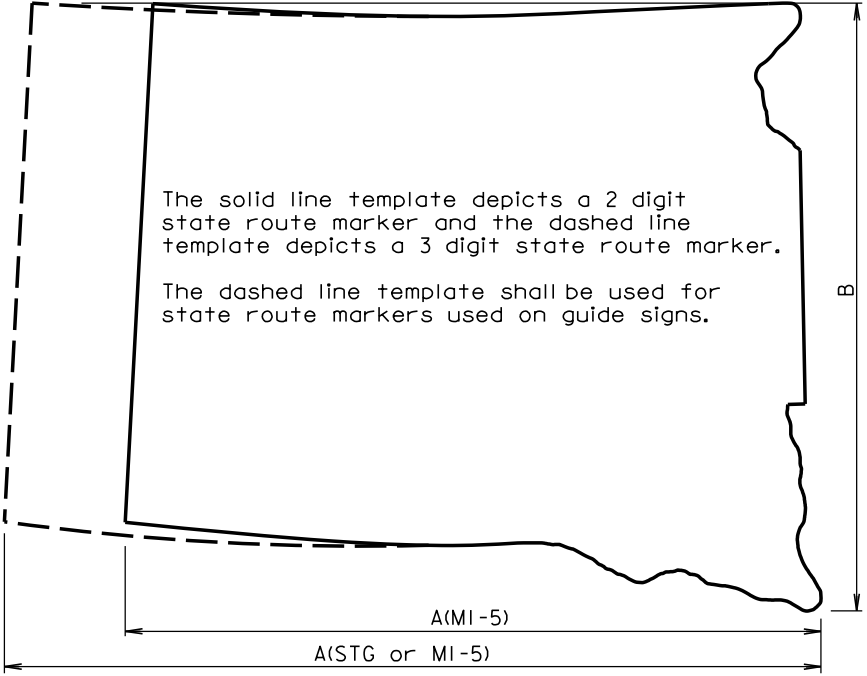 The solid line template depicts a 2 digit
state route marker and the dashed line
template depicts a 3 digit state route marker.
The dashed line template shall be used for
state route markers used on guide signs.
B
A(M1-5)
A(STG or M1-5)